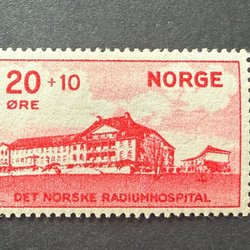 20 + 10 NORGE
ØRE
DET NORSKE RADIUMHOSPITAL